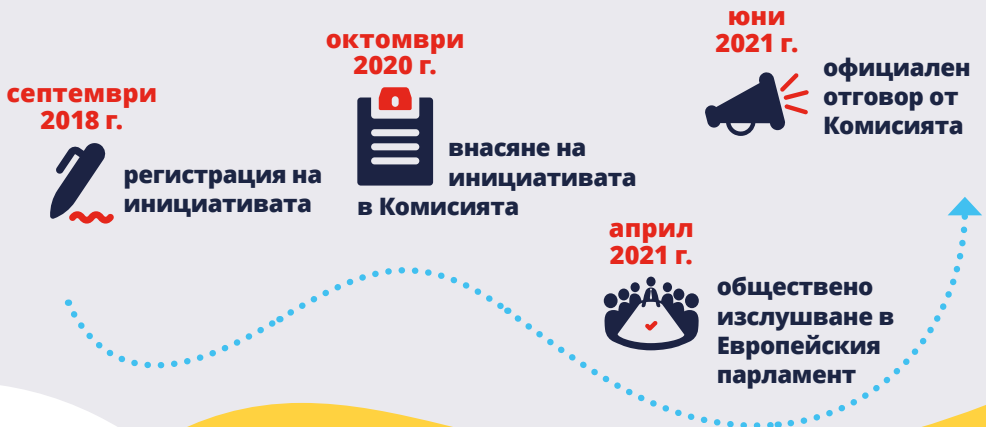 септември
2018 г.
регистрация на
инициативата
октомври
2020 г.
внасяне на
инициативата
в Комисията
април
2021 г.
обществено
изслушване в
Европейския
парламент
юни
2021 г.
официален
отговор от
Комисията